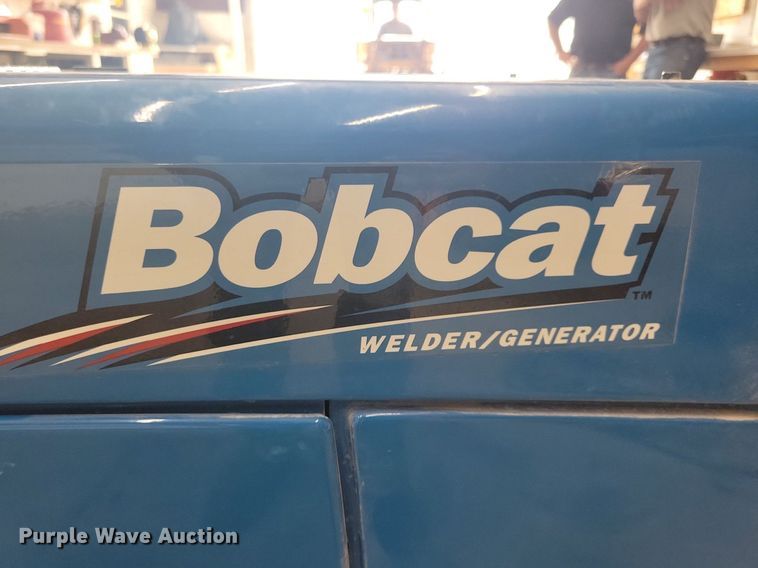 Bobcat
TM
WELDER/GENERATOR
Purple Wave Auction